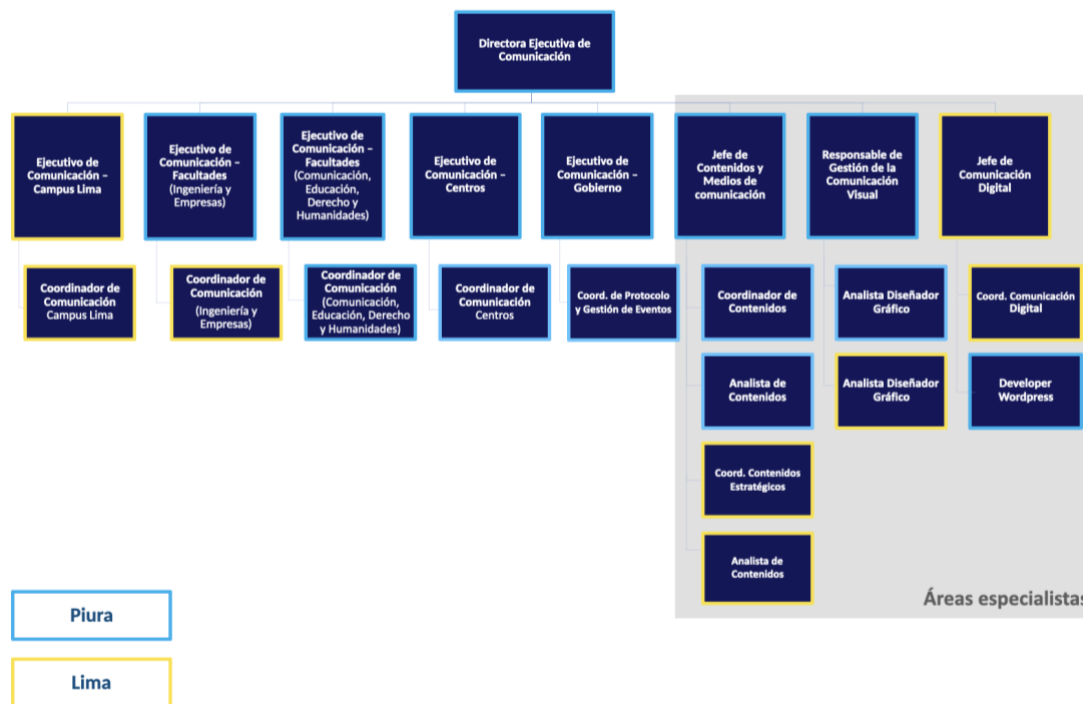 Directora Ejecutiva de
Comunicación
Ejecutivo de
Comunicación –
Campus Lima
Ejecutivo de
Comunicación –
Facultades
(Ingeniería y
Empresas)
Ejecutivo de
Comunicación –
Facultades
(Comunicación,
Educación,
Derecho y
Humanidades)
Ejecutivo de
Comunicación –
Centros
Ejecutivo de
Comunicación –
Gobierno
Jefe de
Contenidos y
Medios de
comunicación
Responsable de
Gestión de la
Comunicación
Visual
Jefe de
Comunicación
Digital
Coordinador de
Comunicación
Campus Lima
Coordinador de
Comunicación
(Ingeniería y
Empresas)
Coordinador de
Comunicación
(Comunicación,
Educación, Derecho
y Humanidades)
Coordinador de
Comunicación
Centros
Coord. de Protocolo
y Gestión de Eventos
Coordinador de
Contenidos
Analista Diseñador
Gráfico
Coord. Comunicación
Digital
Analista de
Contenidos
Analista Diseñador
Gráfico
Developer
Wordpress
Coord. Contenidos
Estratégicos
Analista de
Contenidos
Áreas especialistas
Piura
Lima